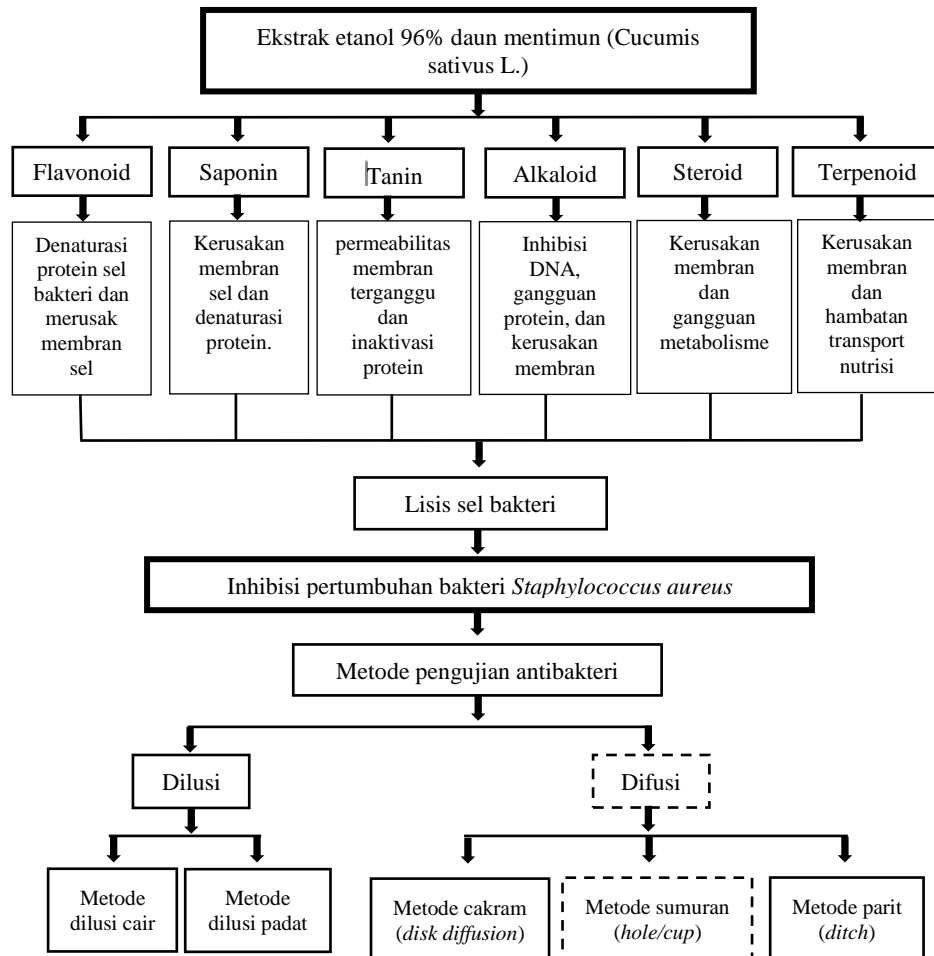 Ekstrak etanol 96% daun mentimun (Cucumis
sativus L.)
Flavonoid
Saponin
Tanin
Alkaloid
Steroid
Terpenoid
Denaturasi
protein sel
bakteri dan
merusak
membran
sel
Kerusakan
membran
sel dan
denaturasi
protein.
permeabilitas
membran
terganggu
dan
inaktivasi
protein
Inhibisi
DNA,
gangguan
protein, dan
kerusakan
membran
Kerusakan
membran
dan
gangguan
metabolisme
Kerusakan
membran
dan
hambatan
transport
nutrisi
Lisis sel bakteri
Inhibisi pertumbuhan bakteri Staphylococcus aureus
Metode pengujian antibakteri
Dilusi
Difusi
Metode
dilusi cair
Metode
dilusi padat
Metode cakram
(disk diffusion)
Metode sumuran
(hole/cup)
Metode parit
(ditch)